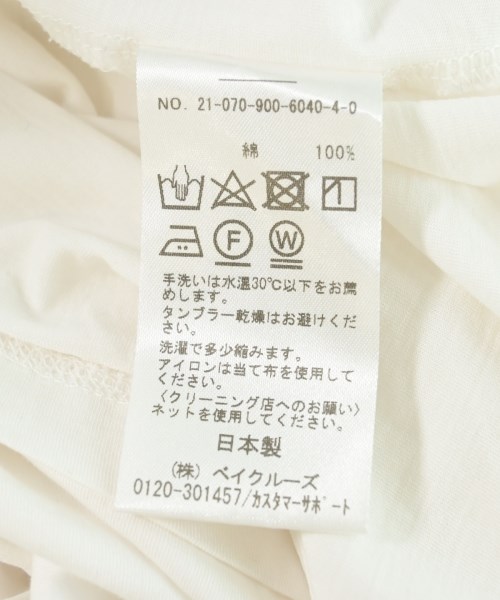 NO. 21-070-900-6040-4-0
綿 100%
F W
手洗いは水温30℃以下をお薦
めします。
タンブラー乾燥はお避けくだ
さい。
洗濯で多少縮みます。
アイロンは当て布を使用して
ください。
〈クリーニング店へのお願い〉
ネットを使用してください。
日本製
(株) ベイクルーズ
0120-301457/カスタマーサポート